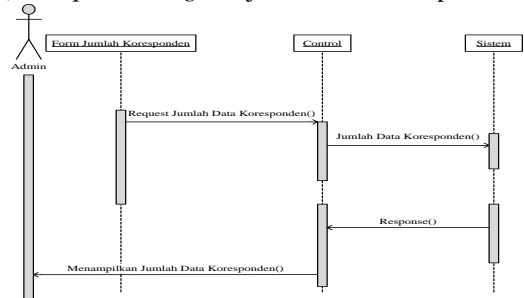 Form Jumlah Koresponden
Control
Sistem
Admin
Request Jumlah Data Koresponden()
Jumlah Data Koresponden()
Response()
Menampilkan Jumlah Data Koresponden()